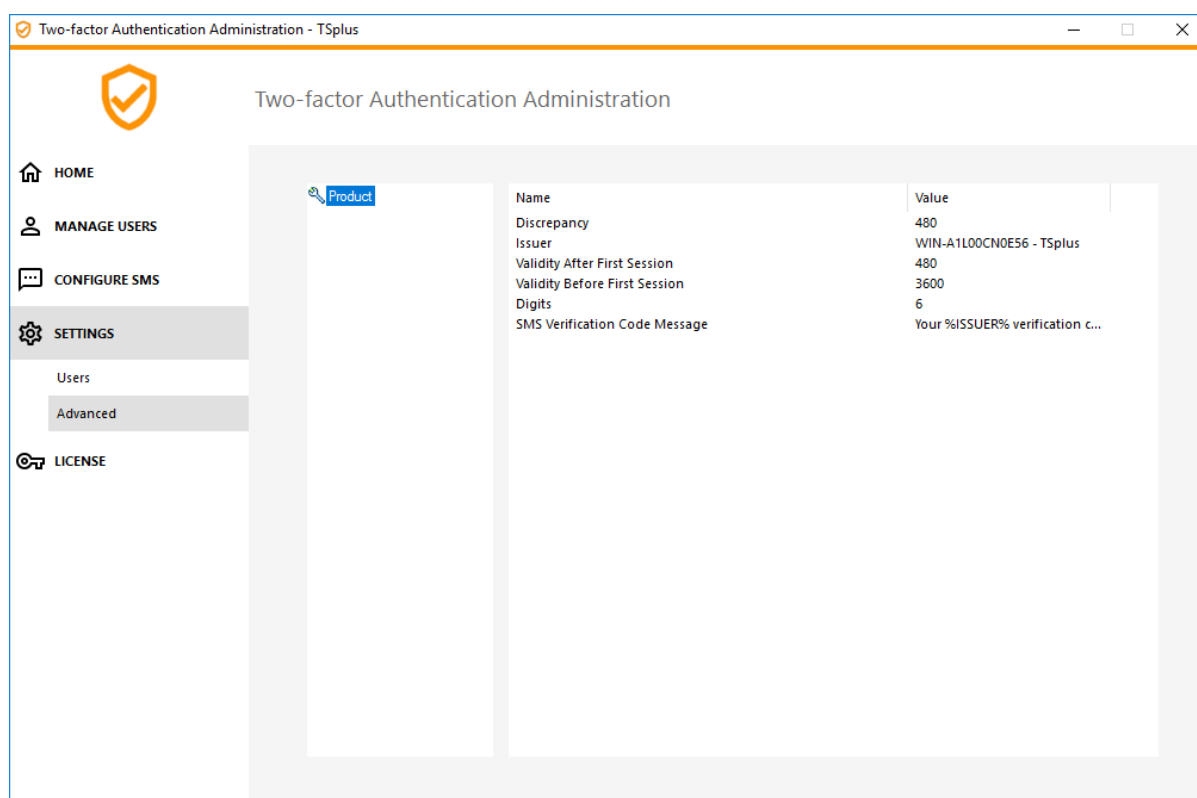 Two-factor Authentication Administration - TSplus
Two-factor Authentication Administration
HOME
MANAGE USERS
CONFIGURE SMS
SETTINGS
Users
Advanced
LICENSE
Product
Name Value
Discrepancy 480
Issuer WIN-A1L00CN0E56 - TSplus
Validity After First Session 480
Validity Before First Session 3600
Digits 6
SMS Verification Code Message Your %ISSUER% verification c...